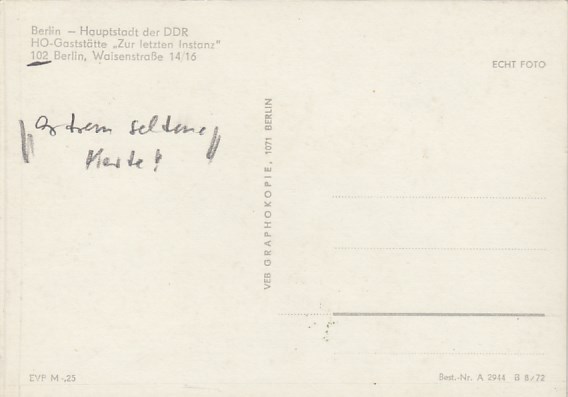 Berlin — Hauptstadt der DDR
HO-Gaststätte „Zur letzten Instanz"
102 Berlin, Waisenstraße 14/16
ECHT FOTO
extrem seltene
Karte!
VEB GRAPHOKOPIE, 1071 BERLIN
EVP M -,25
Best.-Nr. A 2944 B 8/72